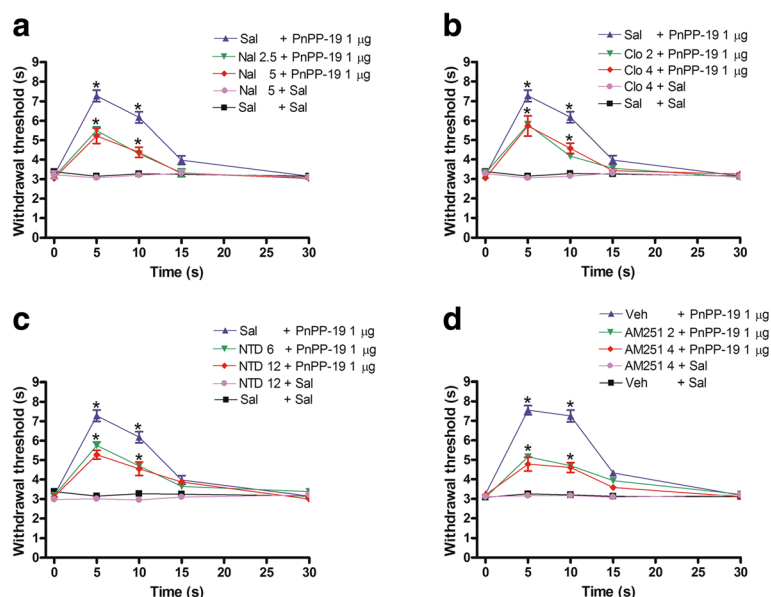 a
Sal + PnPP-19 1 µg
Nal 2.5 + PnPP-19 1 µg
Nal 5 + PnPP-19 1 µg
Nal 5 + Sal
Sal + Sal
Withdrawal threshold (s)
9
8
7
6
5
4
3
2
1
0
* * * *
0 5 10 15 20 25 30
Time (s)
b
Sal + PnPP-19 1 µg
Clo 2 + PnPP-19 1 µg
Clo 4 + PnPP-19 1 µg
Clo 4 + Sal
Sal + Sal
Withdrawal threshold (s)
9
8
7
6
5
4
3
2
1
0
* * * *
0 5 10 15 20 25 30
Time (s)
c
Sal + PnPP-19 1 µg
NTD 6 + PnPP-19 1 µg
NTD 12 + PnPP-19 1 µg
NTD 12 + Sal
Sal + Sal
Withdrawal threshold (s)
9
8
7
6
5
4
3
2
1
0
* * * *
0 5 10 15 20 25 30
Time (s)
d
Veh + PnPP-19 1 µg
AM251 2 + PnPP-19 1 µg
AM251 4 + PnPP-19 1 µg
AM251 4 + Sal
Veh + Sal
Withdrawal threshold (s)
9
8
7
6
5
4
3
2
1
0
* * * *
0 5 10 15 20 25 30
Time (s)